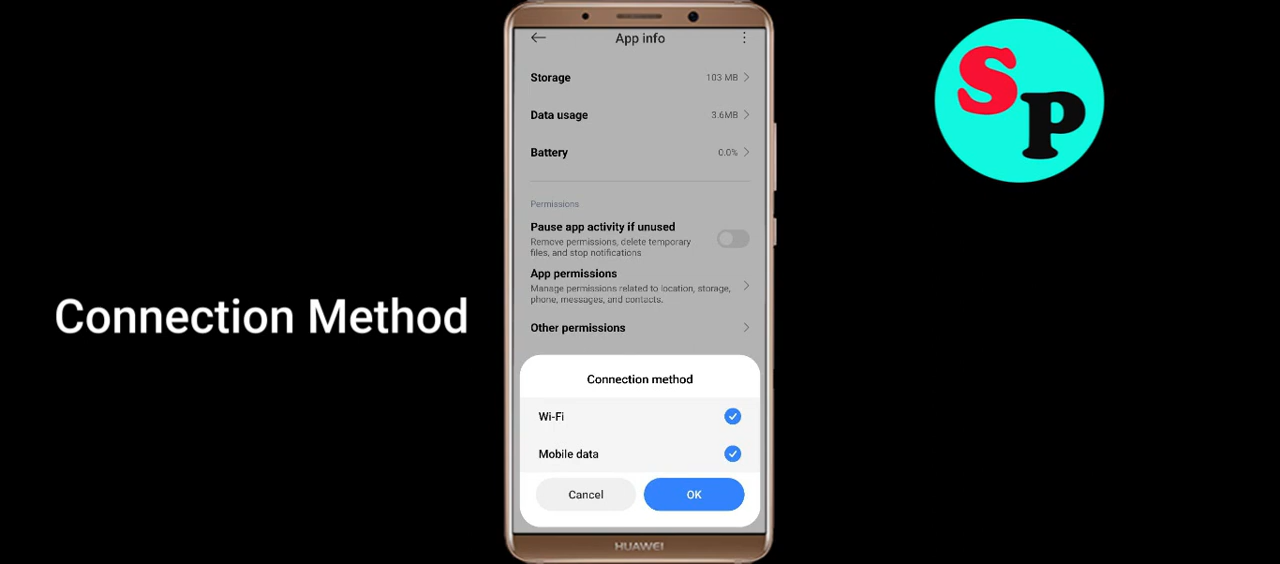 App info
Storage 103 MB
Data usage 3.6MB
Battery 0.0%
Permissions
Pause app activity if unused
Remove permissions, delete temporary
files, and stop notifications
App permissions
Manage permissions related to location, storage,
phone, messages, and contacts.
Other permissions
Connection method
Wi-Fi
Mobile data
Cancel OK
HUAWEI
Connection Method
SP